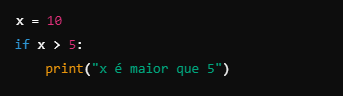 x = 10
if x > 5:
    print("x é maior que 5")